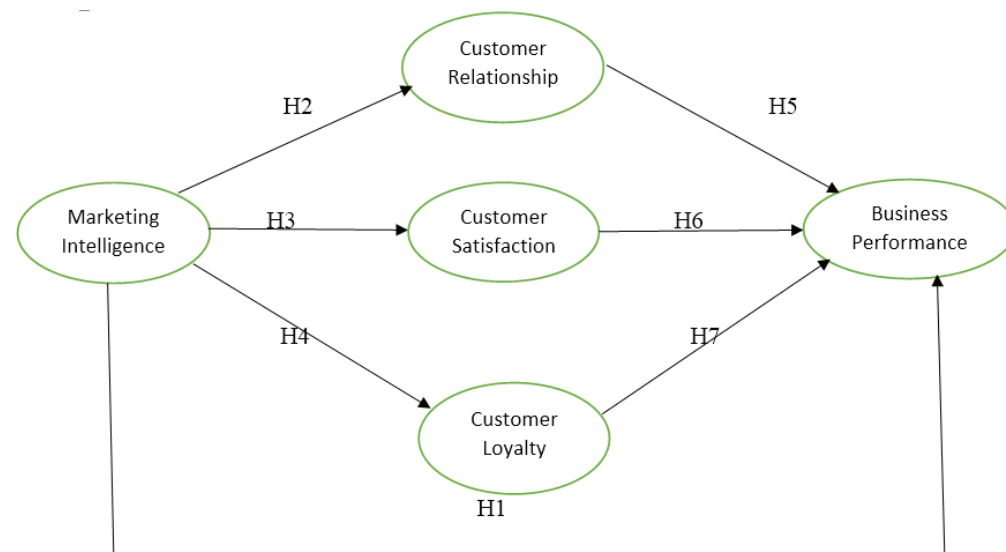 Customer
Relationship
H2
H5
Marketing
Intelligence
H3
Customer
Satisfaction
H6
Business
Performance
H4
H7
Customer
Loyalty
H1